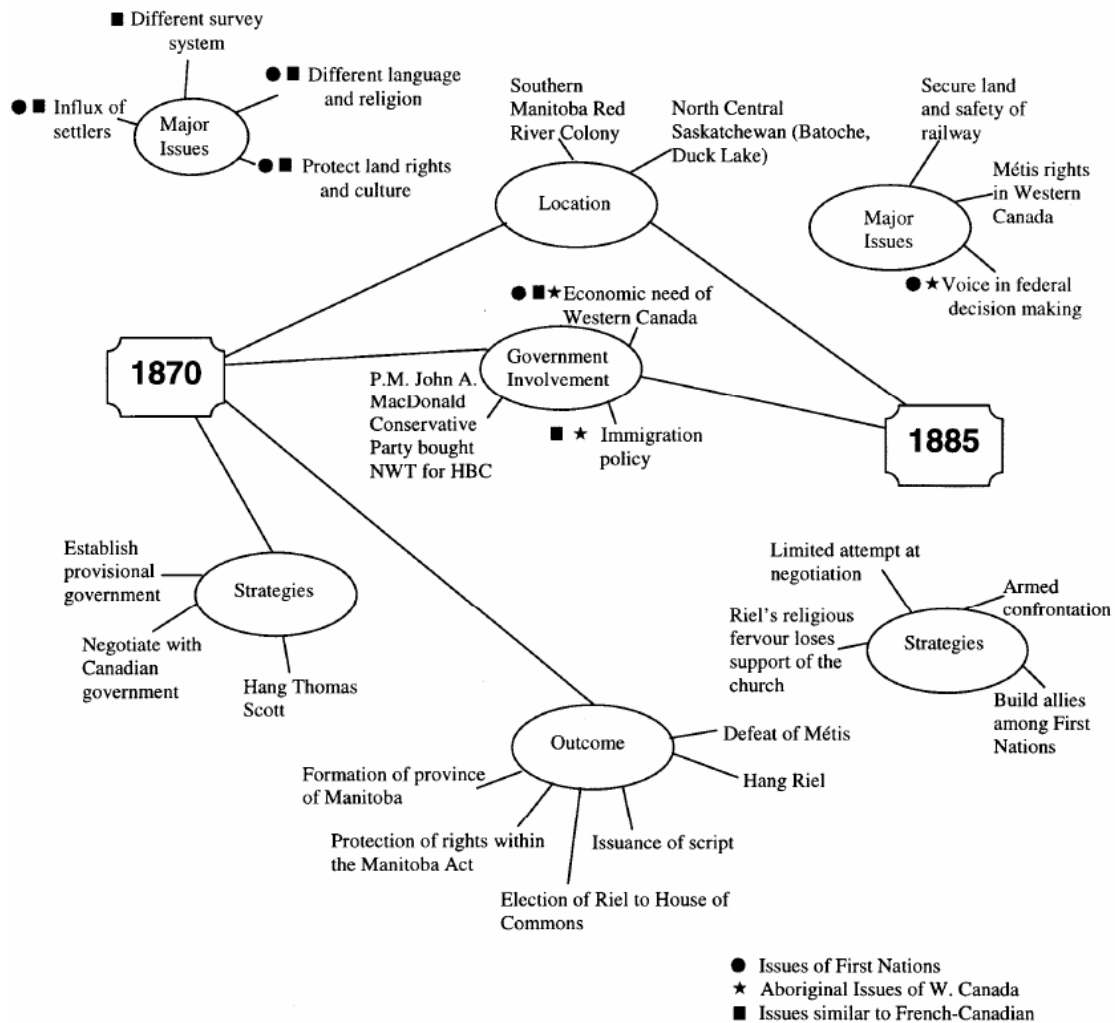 ■ Different survey
system
● ■ Different language
and religion
● ■ Influx of
settlers
Major
Issues
● ■ Protect land rights
and culture
Southern
Manitoba Red
River Colony
North Central
Saskatchewan (Batoche,
Duck Lake)
Location
Secure land
and safety of
railway
Métis rights
in Western
Canada
Major
Issues
● ★ Voice in federal
decision making
● ■ ★ Economic need of
Western Canada
Government
Involvement
P.M. John A.
MacDonald
Conservative
Party bought
NWT for HBC
■ ★ Immigration
policy
1870
1885
Establish
provisional
government
Strategies
Negotiate with
Canadian
government
Hang Thomas
Scott
Limited attempt at
negotiation
Armed
confrontation
Riel's religious
fervour loses
support of the
church
Strategies
Build allies
among First
Nations
Outcome
Defeat of Métis
Hang Riel
Formation of province
of Manitoba
Protection of rights within
the Manitoba Act
Issuance of script
Election of Riel to House of
Commons
● Issues of First Nations
★ Aboriginal Issues of W. Canada
■ Issues similar to French-Canadian